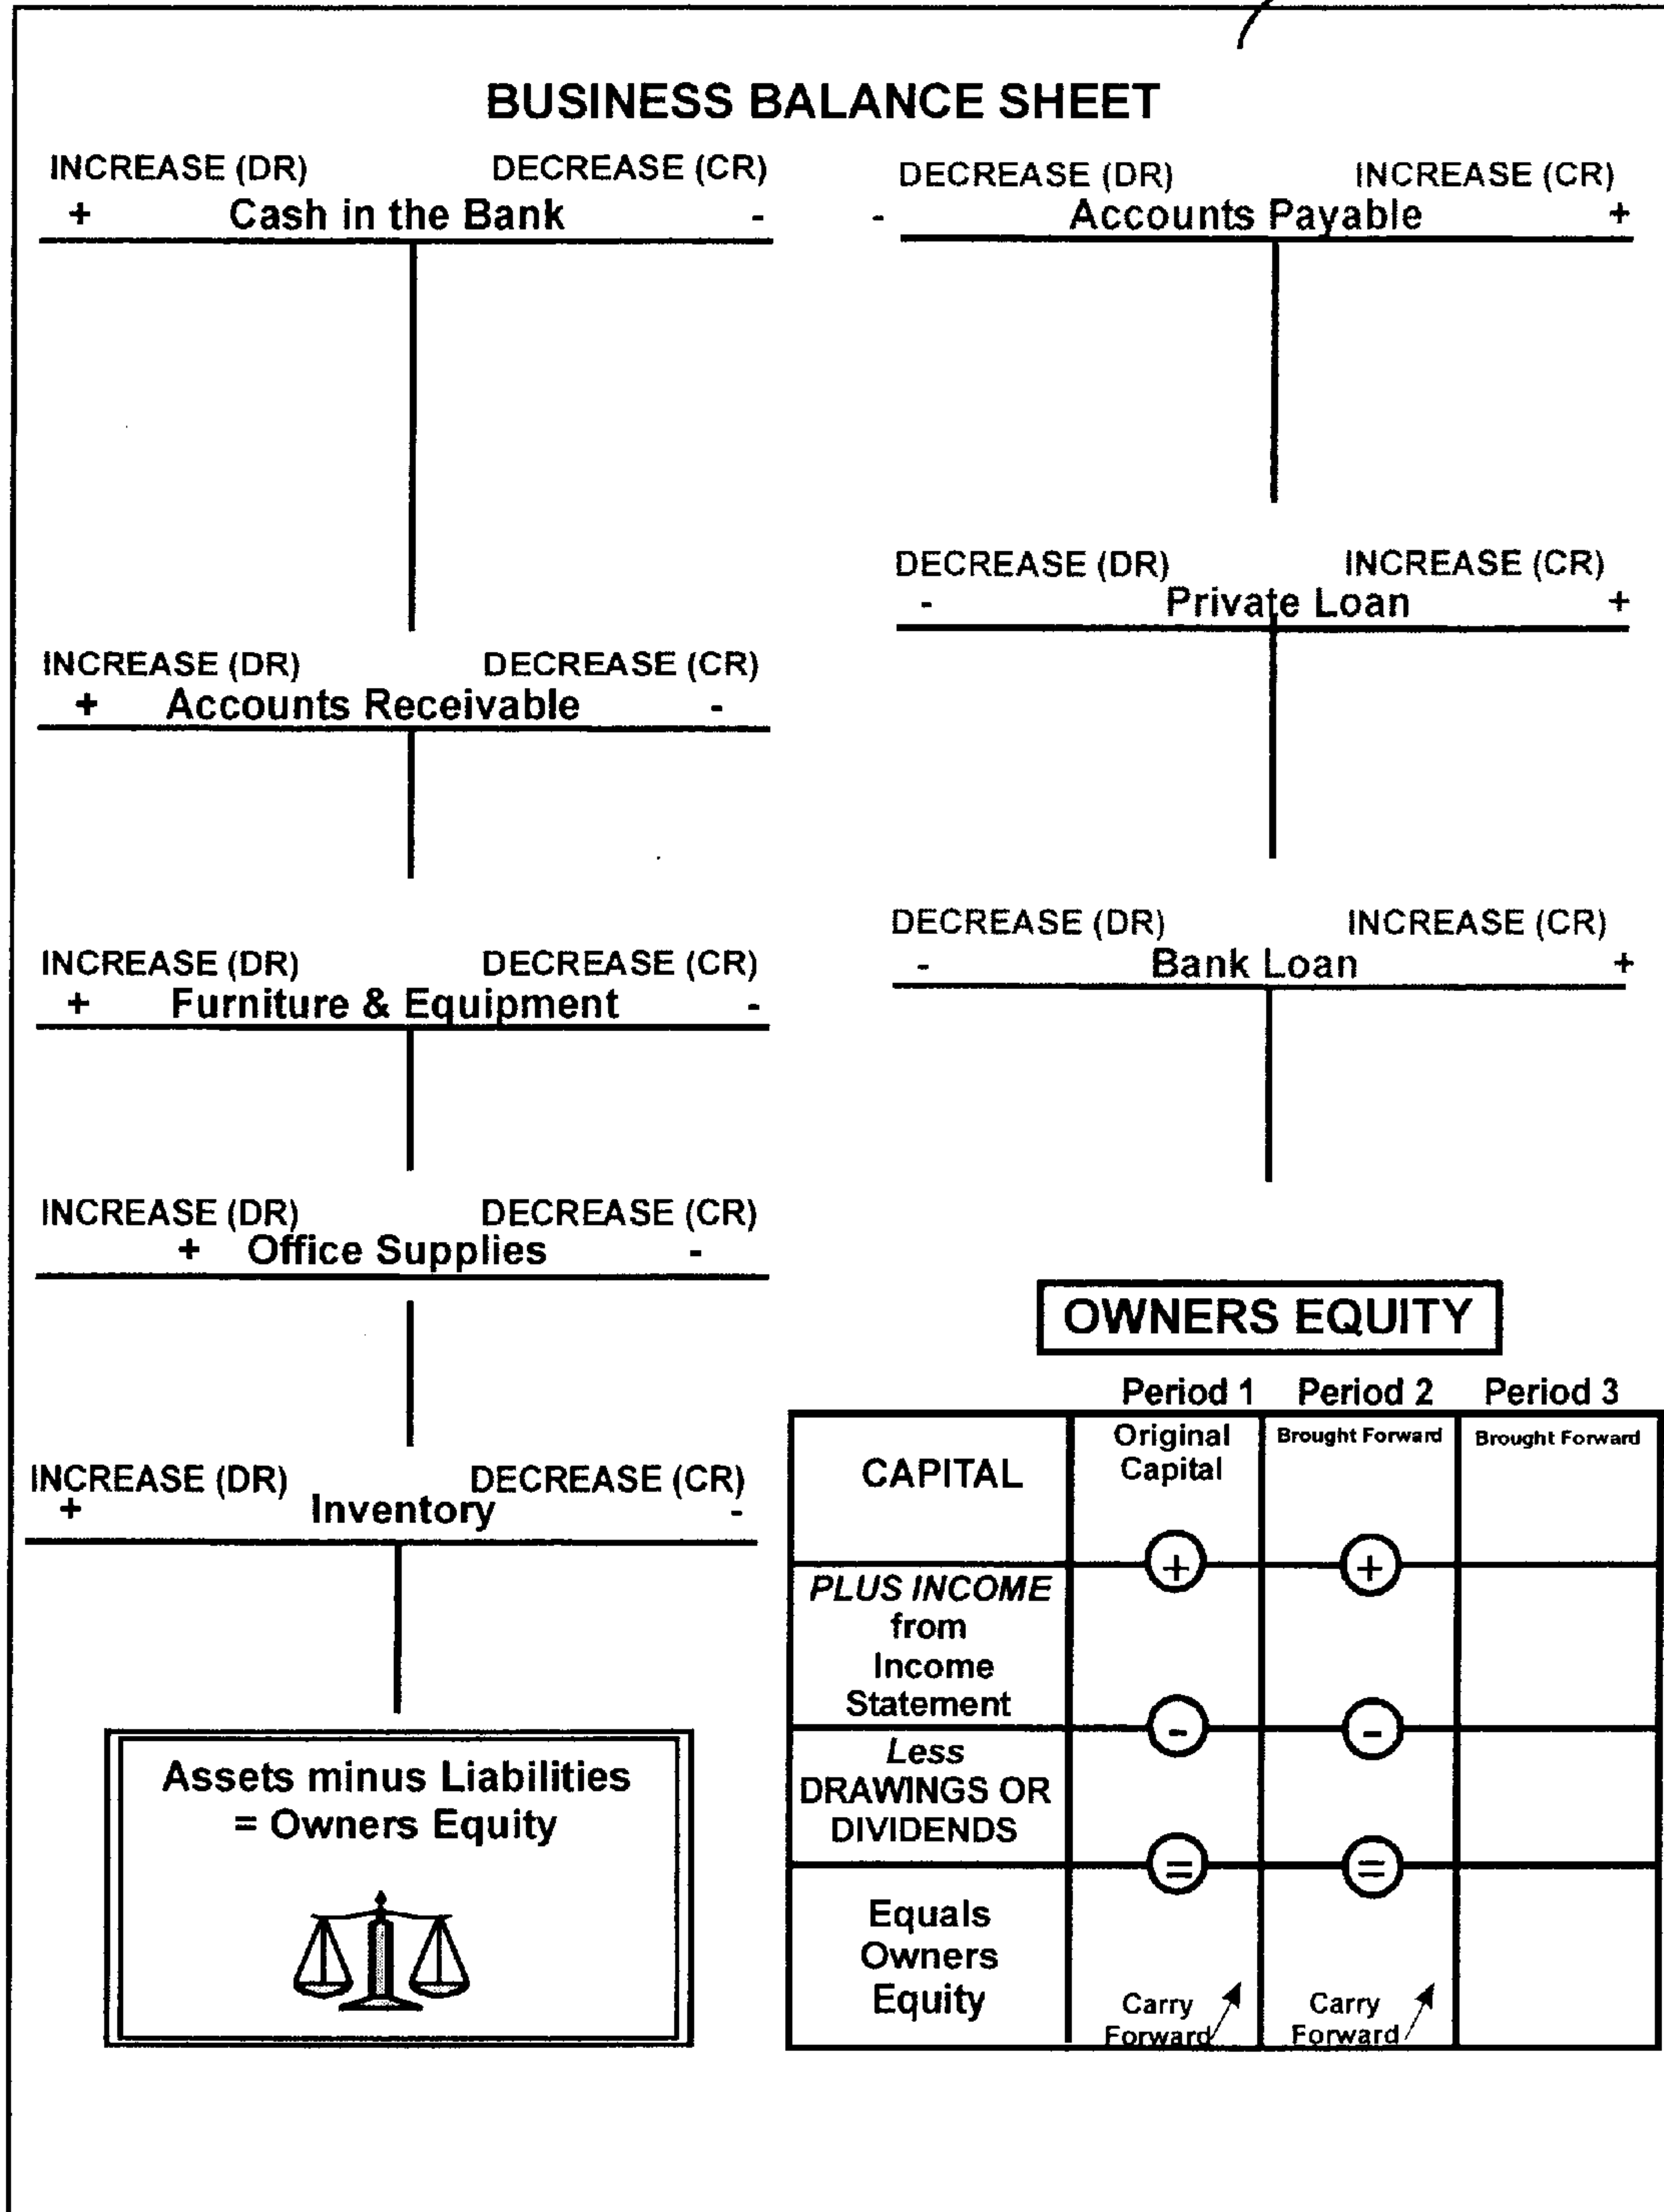 BUSINESS BALANCE SHEET
INCREASE (DR) DECREASE (CR)
+ Cash in the Bank -
INCREASE (DR) DECREASE (CR)
+ Accounts Receivable -
INCREASE (DR) DECREASE (CR)
+ Furniture & Equipment -
INCREASE (DR) DECREASE (CR)
+ Office Supplies -
INCREASE (DR) DECREASE (CR)
+ Inventory -
Assets minus Liabilities
= Owners Equity
DECREASE (DR) INCREASE (CR)
- Accounts Payable +
DECREASE (DR) INCREASE (CR)
- Private Loan +
DECREASE (DR) INCREASE (CR)
- Bank Loan +
OWNERS EQUITY
Period 1 Period 2 Period 3
CAPITAL
Original
Capital
Brought Forward
Brought Forward
+ +
PLUS INCOME
from
Income
Statement
- -
Less
DRAWINGS OR
DIVIDENDS
= =
Equals
Owners
Equity
Carry
Forward
Carry
Forward